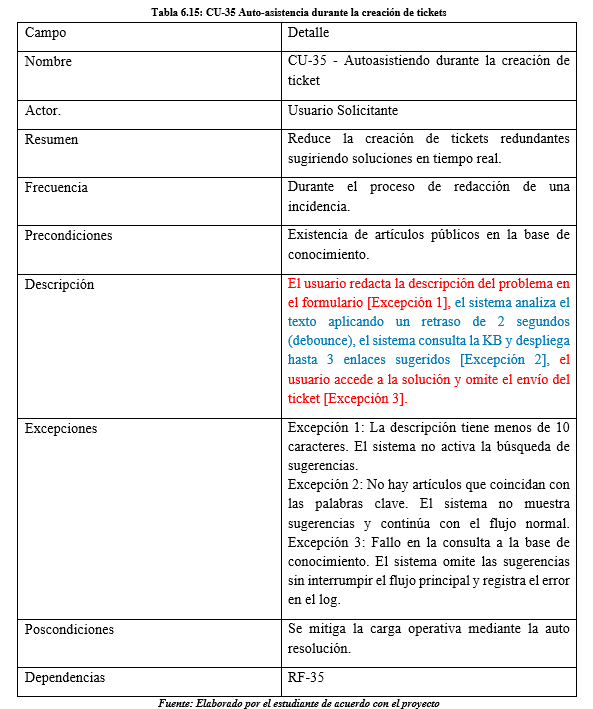 Tabla 6.15: CU-35 Auto-asistencia durante la creación de tickets
Campo
Detalle
Nombre
CU-35 - Autoasistiendo durante la creación de
ticket
Actor.
Usuario Solicitante
Resumen
Reduce la creación de tickets redundantes
sugiriendo soluciones en tiempo real.
Frecuencia
Durante el proceso de redacción de una
incidencia.
Precondiciones
Existencia de artículos públicos en la base de
conocimiento.
Descripción
El usuario redacta la descripción del problema en
el formulario [Excepción 1], el sistema analiza el
texto aplicando un retraso de 2 segundos
(debounce), el sistema consulta la KB y despliega
hasta 3 enlaces sugeridos [Excepción 2], el
usuario accede a la solución y omite el envío del
ticket [Excepción 3].
Excepciones
Excepción 1: La descripción tiene menos de 10
caracteres. El sistema no activa la búsqueda de
sugerencias.
Excepción 2: No hay artículos que coincidan con
las palabras clave. El sistema no muestra
sugerencias y continúa con el flujo normal.
Excepción 3: Fallo en la consulta a la base de
conocimiento. El sistema omite las sugerencias
sin interrumpir el flujo principal y registra el error
en el log.
Poscondiciones
Se mitiga la carga operativa mediante la auto
resolución.
Dependencias
RF-35
Fuente: Elaborado por el estudiante de acuerdo con el proyecto